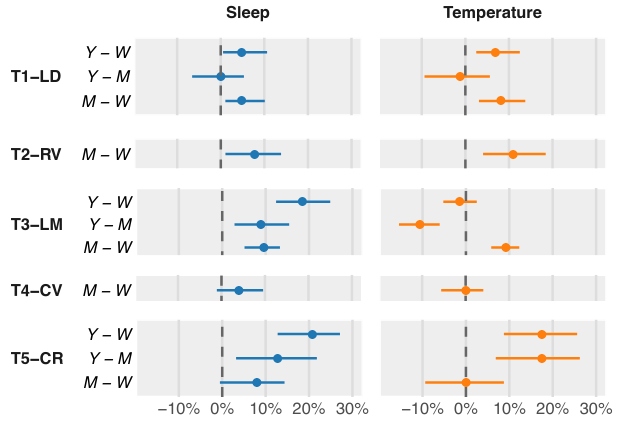 Sleep Temperature
Y − W
T1−LD Y − M
M − W
T2−RV M − W
Y − W
T3−LM Y − M
M − W
T4−CV M − W
Y − W
T5−CR Y − M
M − W
−10% 0% 10% 20% 30% −10% 0% 10% 20% 30%